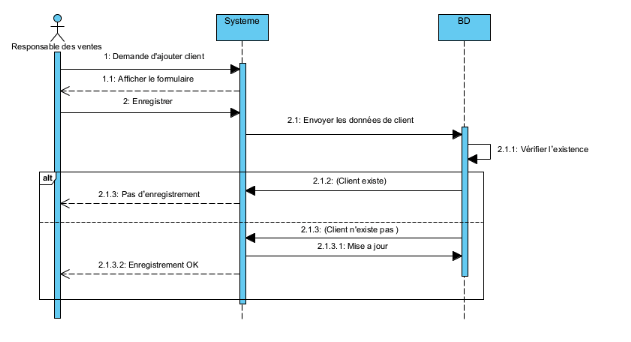 Systeme
BD
Responsable des ventes
1: Demande d'ajouter client
1.1: Afficher le formulaire
2: Enregistrer
2.1: Envoyer les données de client
2.1.1: Vérifier l'existence
alt
2.1.2: (Client existe)
2.1.3: Pas d'enregistrement
2.1.3: (Client n'existe pas )
2.1.3.1: Mise a jour
2.1.3.2: Enregistrement OK